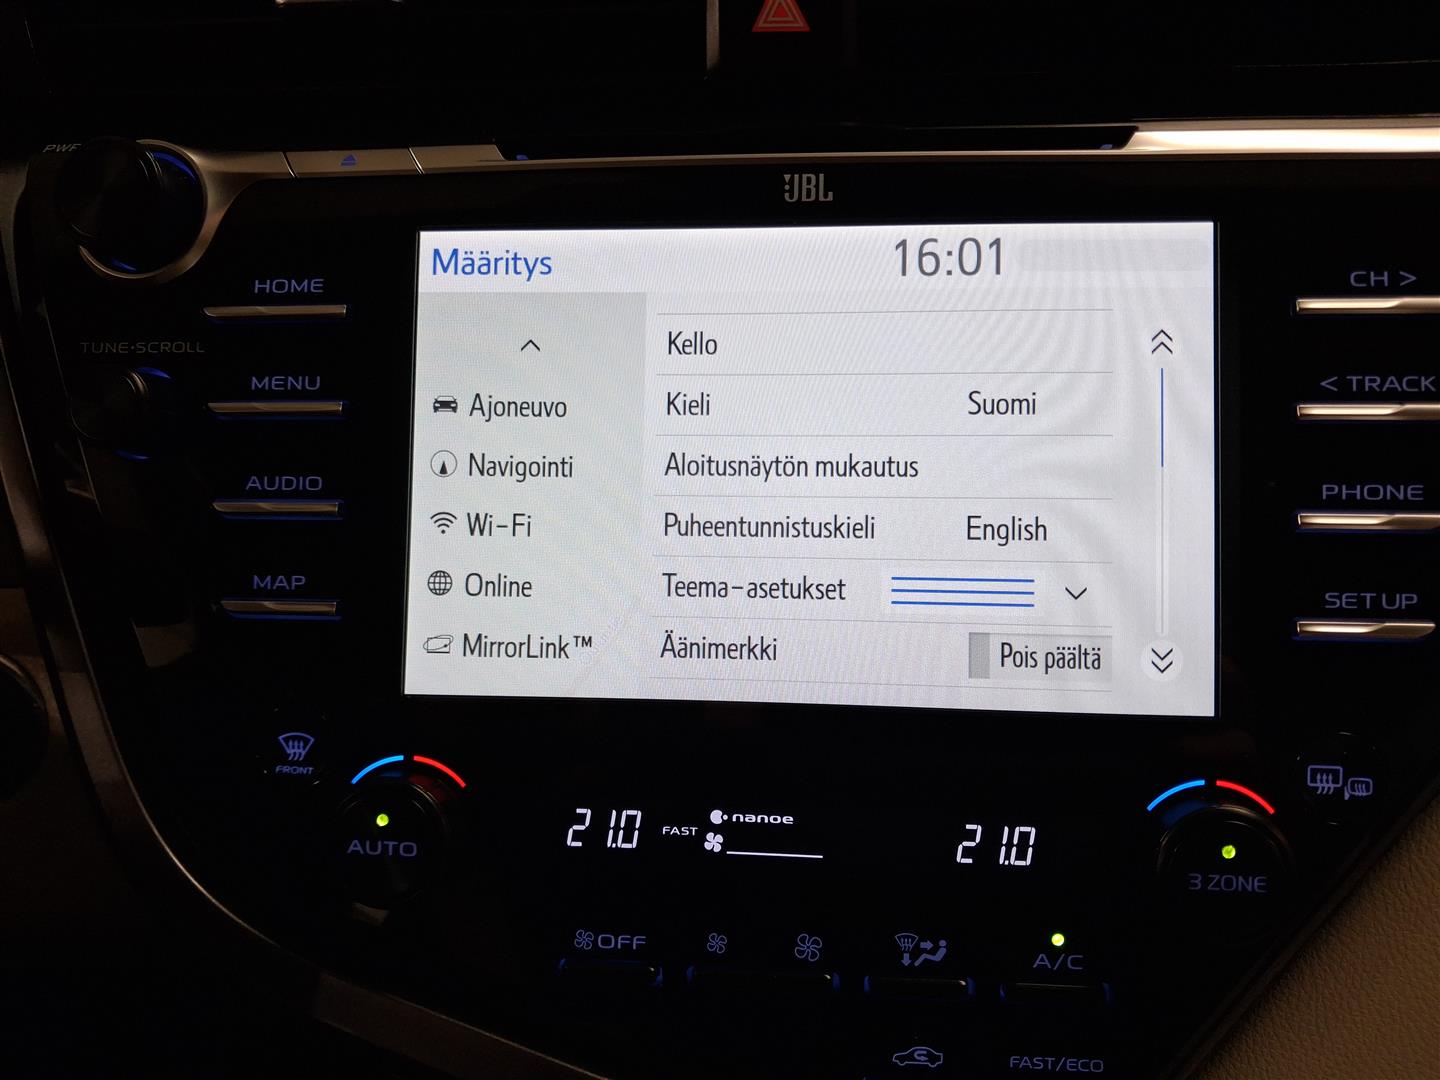 PWR
JBL
Määritys 16:01
HOME
TUNE•SCROLL
MENU
AUDIO
MAP
Ajoneuvo
Navigointi
Wi-Fi
Online
MirrorLink™
Kello
Kieli Suomi
Aloitusnäytön mukautus
Puheentunnistuskieli English
Teema-asetukset
Äänimerkki Pois päältä
CH >
< TRACK
PHONE
SETUP
FRONT
AUTO
21.0 FAST nanoe 21.0
3 ZONE
OFF
A/C
FAST/ECO